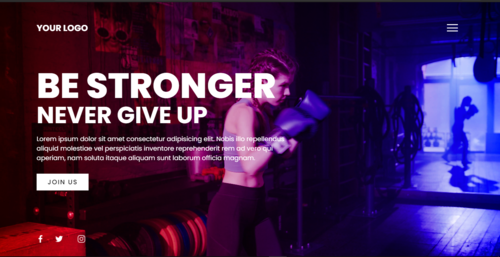 YOUR LOGO
BE STRONGER
NEVER GIVE UP
Lorem ipsum dolor sit amet consectetur adipisicing elit. Nobis illo repellendus
aliquid molestiae vel perspiciatis inventore reprehenderit rem ad vero qui
aperiam, nam soluta itaque aliquam sunt laborum officia magnam.
JOIN US